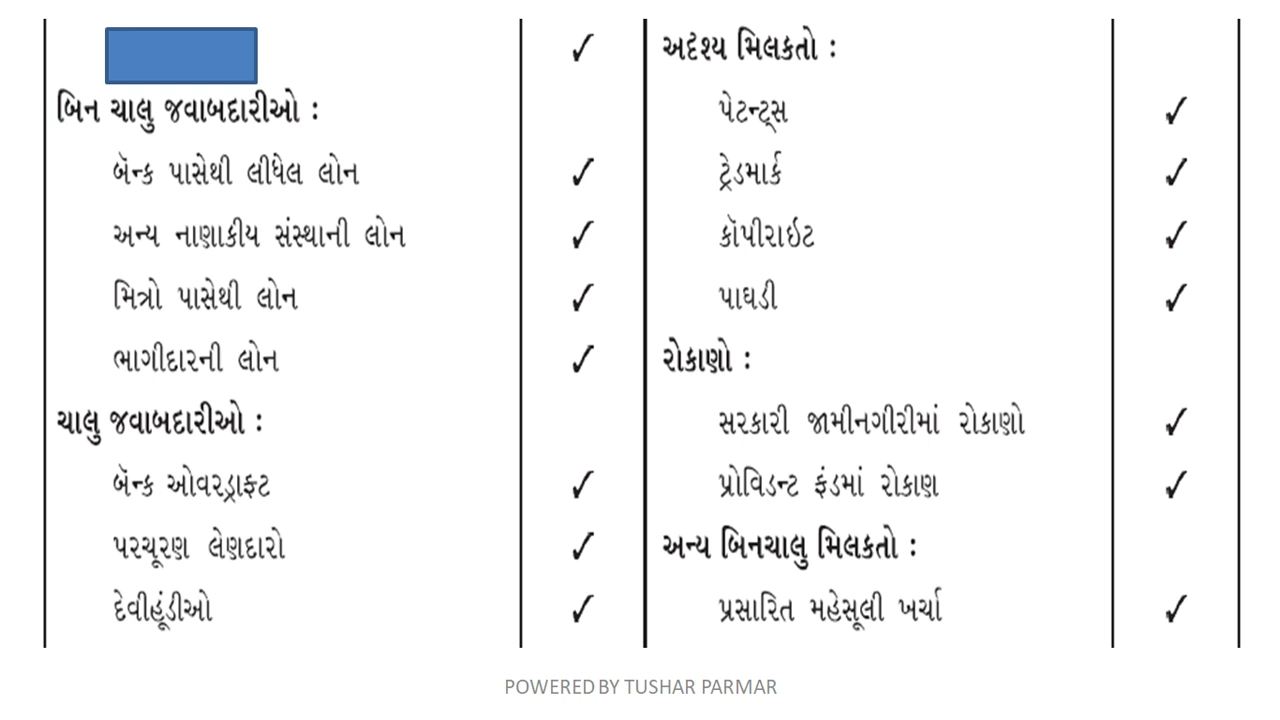 ✓
બિન ચાલુ જવાબદારીઓ :
બૅન્ક પાસેથી લીધેલ લોન ✓
અન્ય નાણાકીય સંસ્થાની લોન ✓
મિત્રો પાસેથી લોન ✓
ભાગીદારની લોન ✓
ચાલુ જવાબદારીઓ :
બૅન્ક ઓવરડ્રાફ્ટ ✓
પરચૂરણ લેણદારો ✓
દેવીહૂંડીઓ ✓
અદૃશ્ય મિલકતો :
પેટન્ટ્સ ✓
ટ્રેડમાર્ક ✓
કૉપીરાઇટ ✓
પાઘડી ✓
રોકાણો :
સરકારી જામીનગીરીમાં રોકાણો ✓
પ્રોવિડન્ટ ફંડમાં રોકાણ ✓
અન્ય બિનચાલુ મિલકતો :
પ્રસારિત મહેસૂલી ખર્ચા ✓
POWERED BY TUSHAR PARMAR